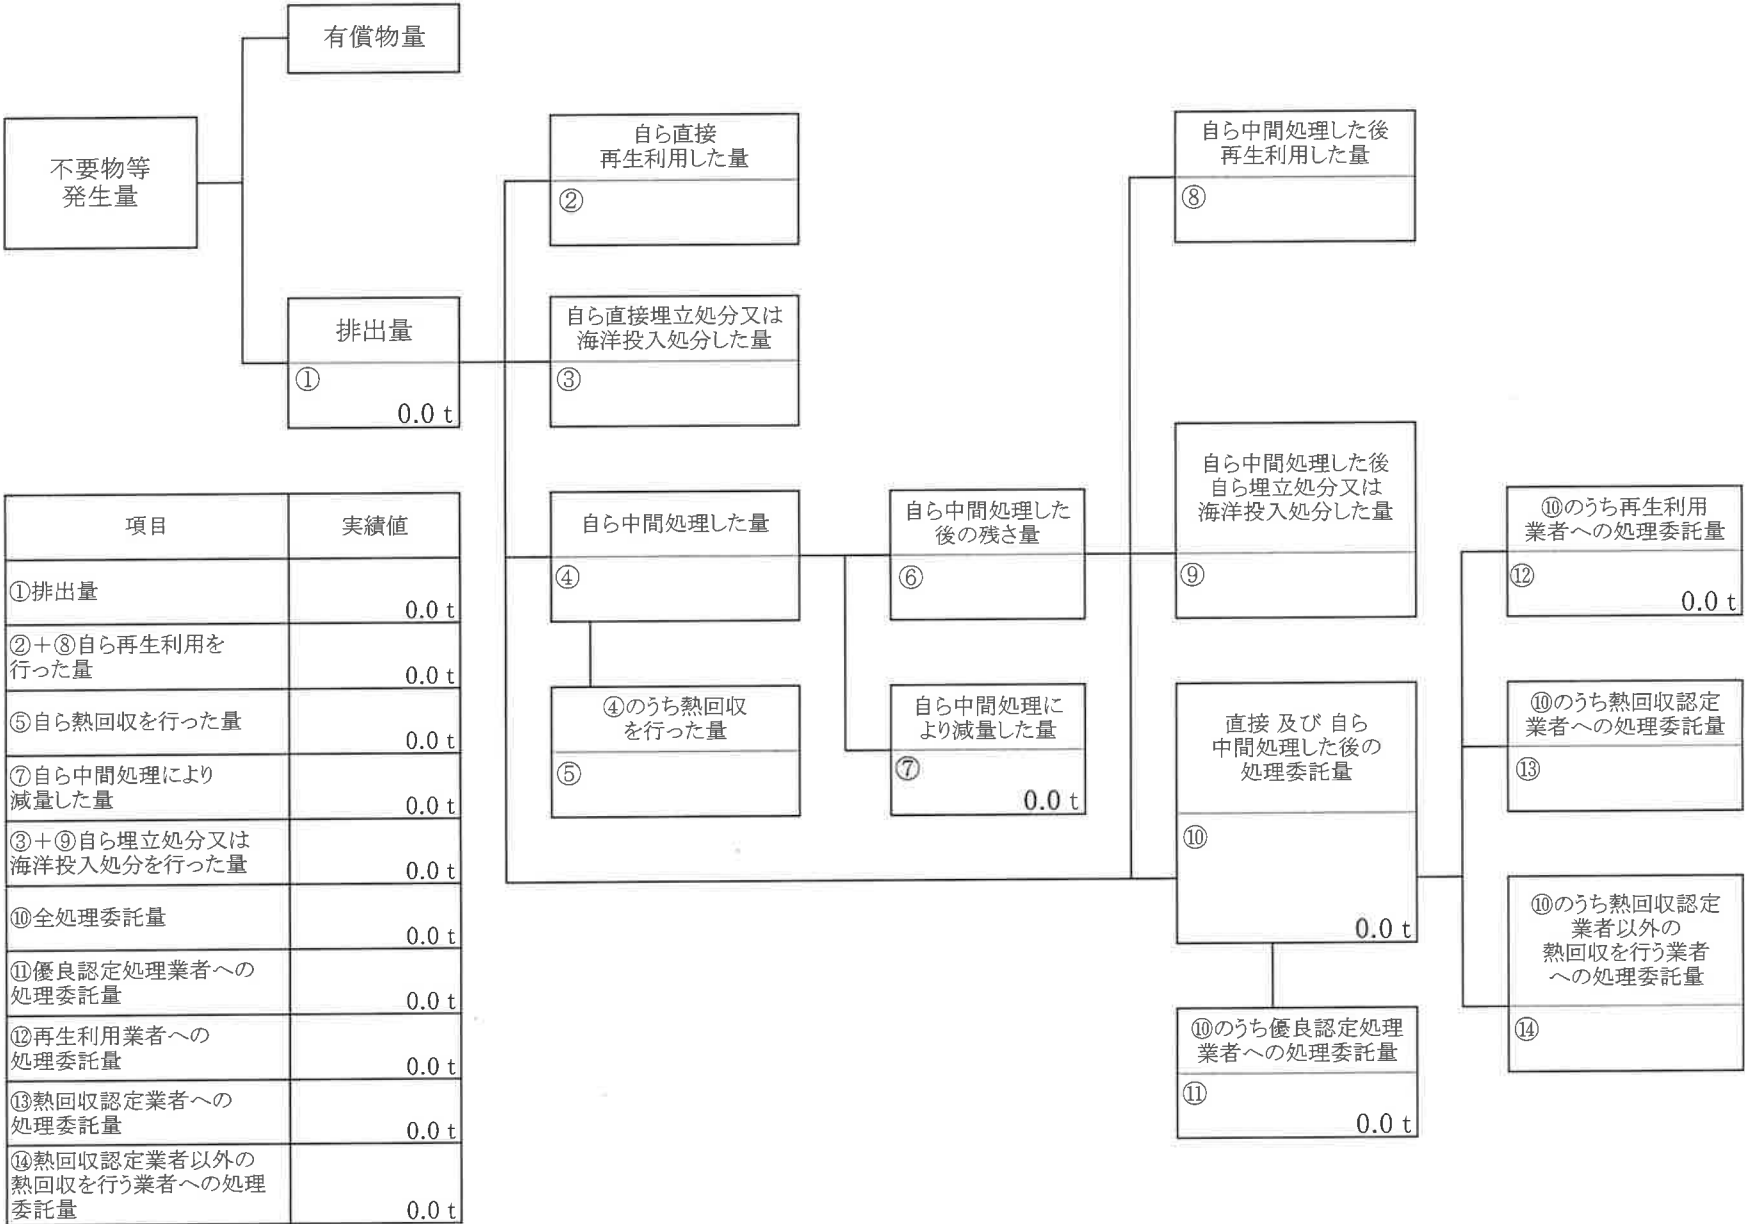 有償物量
不要物等
発生量
排出量
①
0.0 t
自ら直接
再生利用した量
②
自ら直接埋立処分又は
海洋投入処分した量
③
自ら中間処理した量
④
④のうち熱回収
を行った量
⑤
自ら中間処理した
後の残さ量
⑥
自ら中間処理に
より減量した量
⑦
0.0 t
自ら中間処理した後
再生利用した量
⑧
自ら中間処理した後
自ら埋立処分又は
海洋投入処分した量
⑨
直接 及び 自ら
中間処理した後の
処理委託量
⑩
0.0 t
⑩のうち優良認定処理
業者への処理委託量
⑪
0.0 t
⑩のうち再生利用
業者への処理委託量
⑫
0.0 t
⑩のうち熱回収認定
業者への処理委託量
⑬
⑩のうち熱回収認定
業者以外の
熱回収を行う業者
への処理委託量
⑭
項目 実績値
①排出量
0.0 t
②＋⑧自ら再生利用を
行った量
0.0 t
⑤自ら熱回収を行った量
0.0 t
⑦自ら中間処理により
減量した量
0.0 t
③＋⑨自ら埋立処分又は
海洋投入処分を行った量
0.0 t
⑩全処理委託量
0.0 t
⑪優良認定処理業者への
処理委託量
0.0 t
⑫再生利用業者への
処理委託量
0.0 t
⑬熱回収認定業者への
処理委託量
0.0 t
⑭熱回収認定業者以外の
熱回収を行う業者への処理
委託量
0.0 t